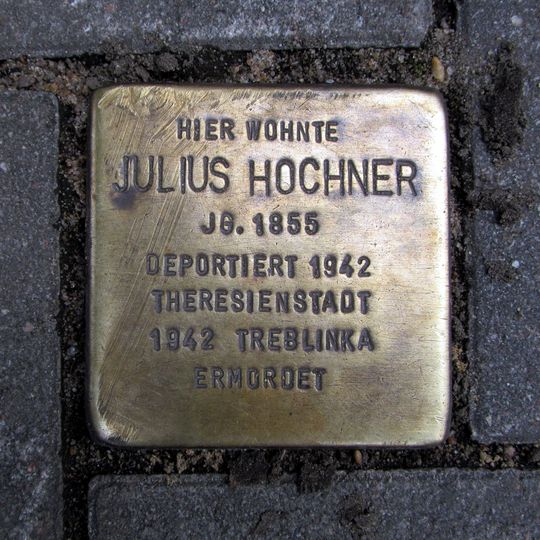 HIER WOHNTE
JULIUS HOCHNER
JG. 1855
DEPORTIERT 1942
THERESIENSTADT
1942 TREBLINKA
ERMORDET